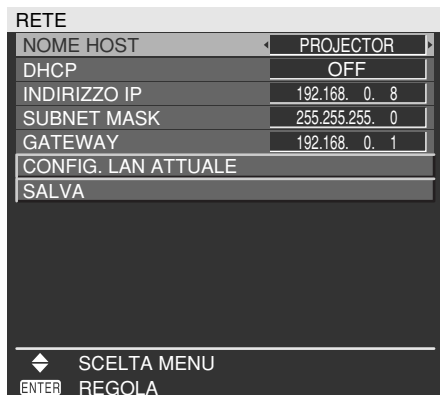 RETE
NOME HOST PROJECTOR
DHCP OFF
INDIRIZZO IP 192.168. 0. 8
SUBNET MASK 255.255.255. 0
GATEWAY 192.168. 0. 1
CONFIG. LAN ATTUALE
SALVA
SCELTA MENU
ENTER REGOLA